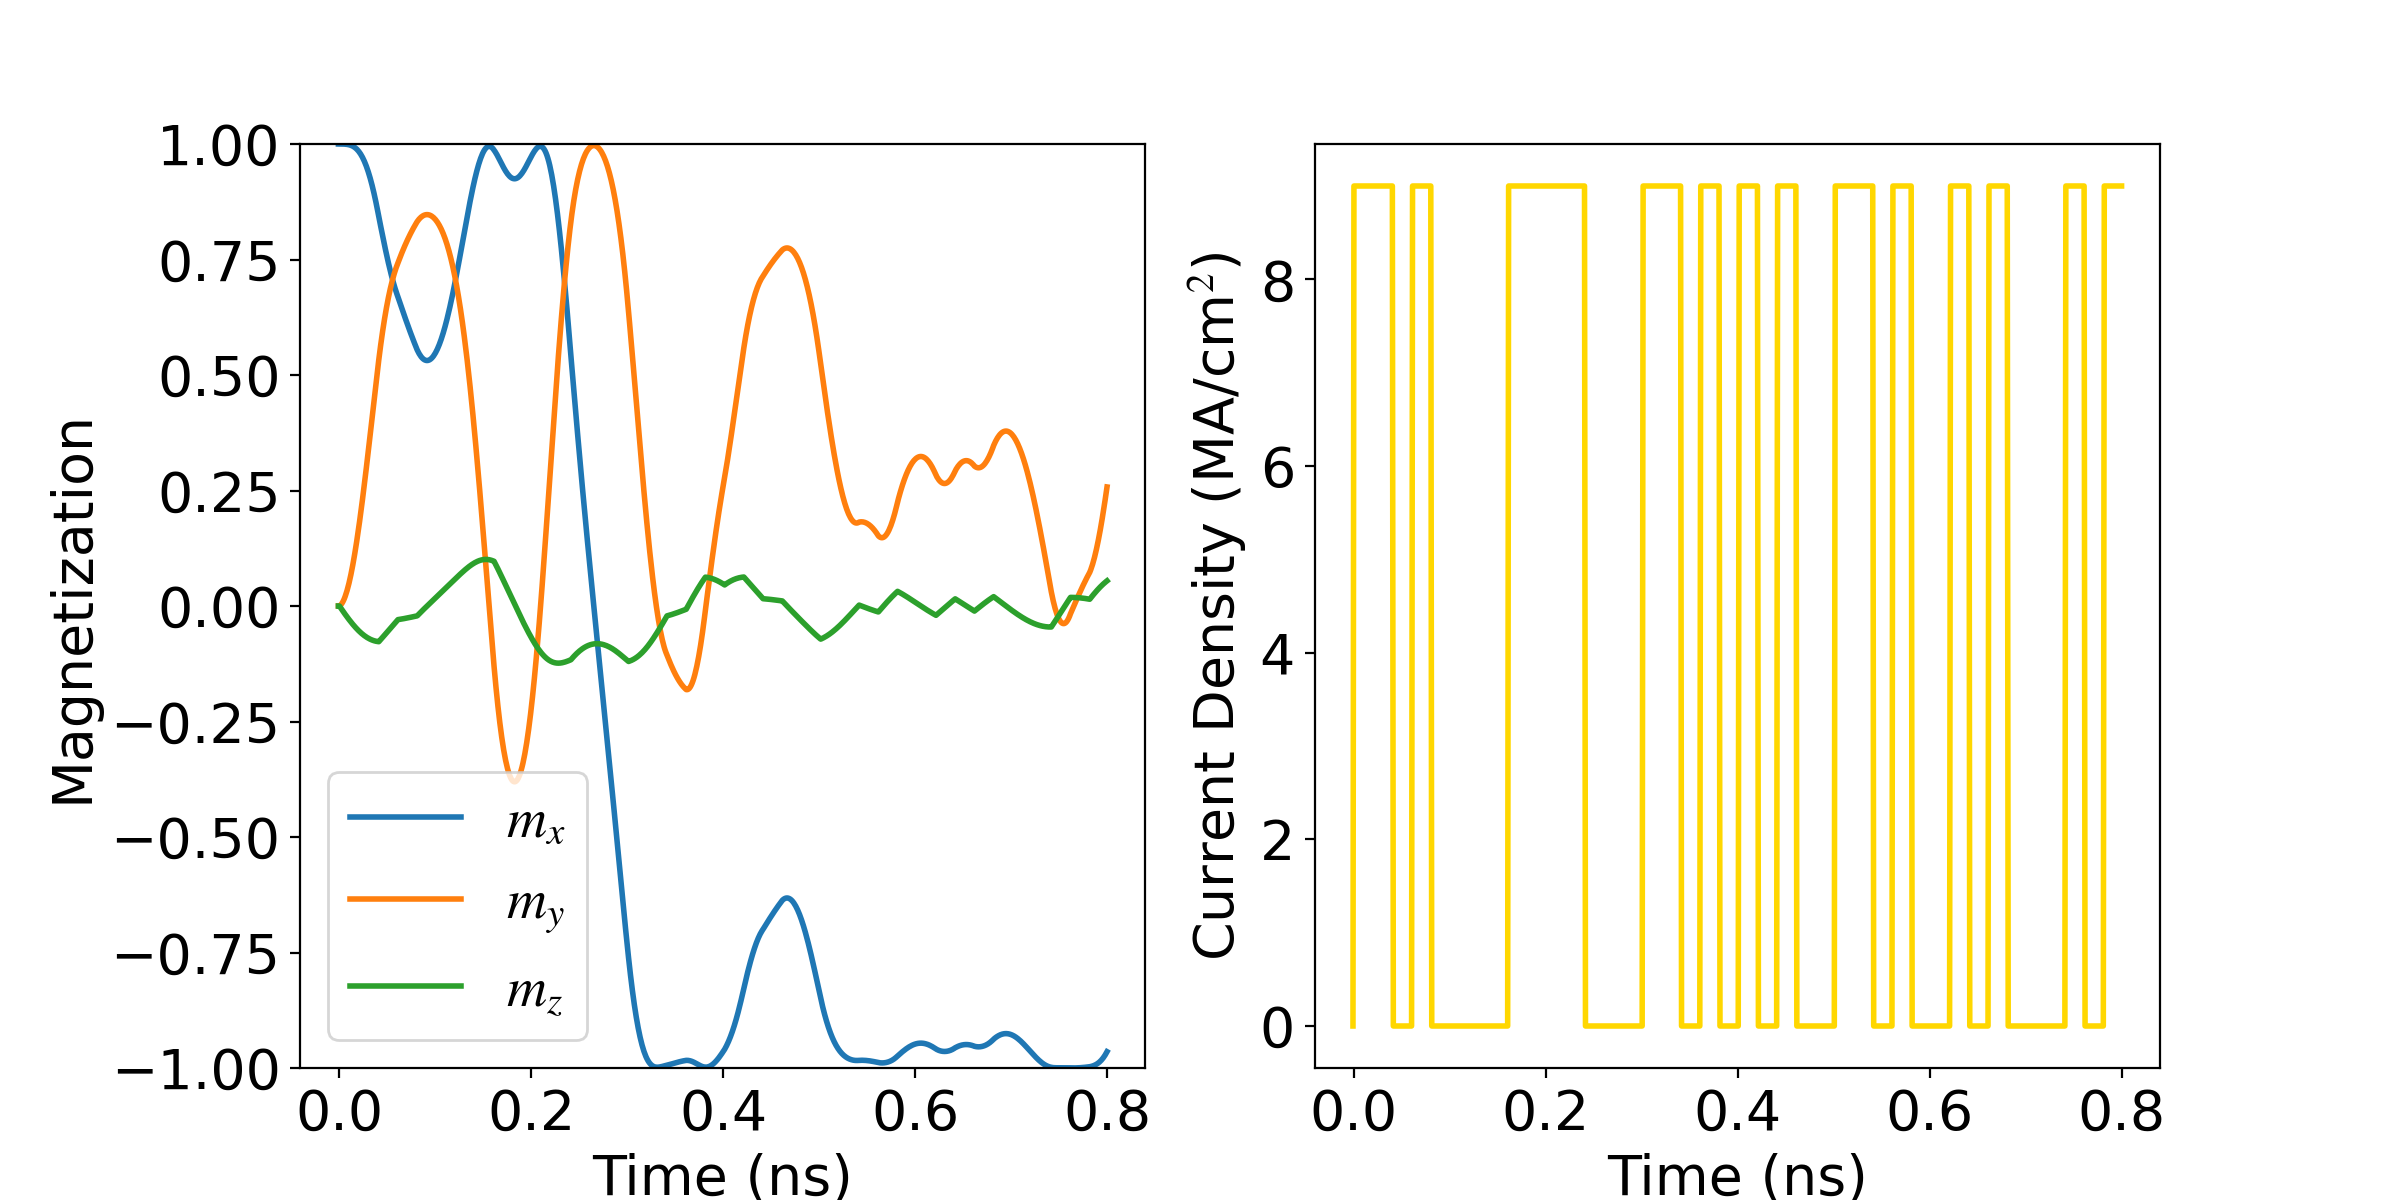 Magnetization
1.00
0.75
0.50
0.25
0.00
−0.25
−0.50
−0.75
−1.00
m_x
m_y
m_z
0.0 0.2 0.4 0.6 0.8
Time (ns)
Current Density (MA/cm²)
8
6
4
2
0
0.0 0.2 0.4 0.6 0.8
Time (ns)